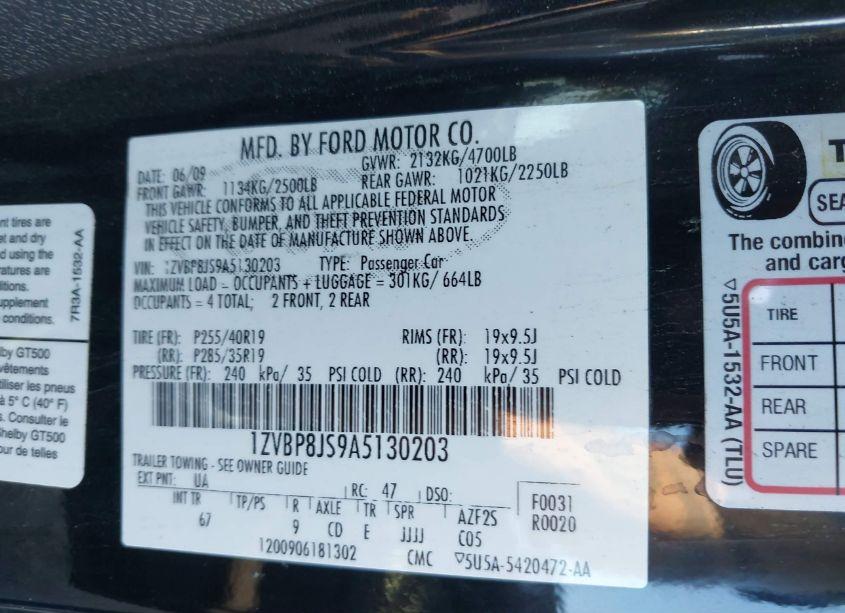 nt tires are
et and dry
d using the
ratures are
ditions.
upplement
conditions.
elby GT500
vêtements
tiliser les pneus
à 5° C (40° F)
Consulter le
Shelby GT500
our de telles
7R3A-1532-AA
MFD. BY FORD MOTOR CO.
DATE: 06/09 GVWR: 2132KG/4700LB
FRONT GAWR: 1134KG/2500LB REAR GAWR: 1021KG/2250LB
THIS VEHICLE CONFORMS TO ALL APPLICABLE FEDERAL MOTOR
VEHICLE SAFETY, BUMPER, AND THEFT PREVENTION STANDARDS
IN EFFECT ON THE DATE OF MANUFACTURE SHOWN ABOVE.
VIN: 1ZVBP8JS9A5130203 TYPE: Passenger Car
MAXIMUM LOAD = OCCUPANTS + LUGGAGE = 301KG/ 664LB
OCCUPANTS = 4 TOTAL; 2 FRONT, 2 REAR
TIRE (FR): P255/40R19 RIMS (FR): 19x9.5J
(RR): P285/35R19 (RR): 19x9.5J
PRESSURE (FR): 240 kPa/ 35 PSI COLD (RR): 240 kPa/ 35 PSI COLD
1ZVBP8JS9A5130203
TRAILER TOWING - SEE OWNER GUIDE
EXT PNT: UA RC: 47 DSO: F0031
R0020
INT TR TP/PS R AXLE TR SPR AZF2S
67 9 CD E JJJJ C05
1200906181302 CMC ▽5U5A-5420472-AA
T
SEA
The combine
and carg
TIRE
FRONT
REAR
SPARE
▽5U5A-1532-AA (TLU)